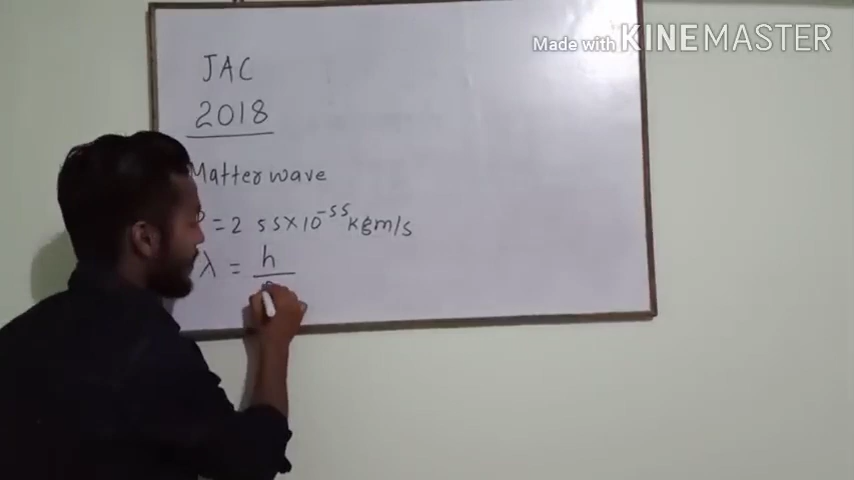 Made with KINEMASTER
JAC
2018
Matter wave
P = 2 55×10⁻⁵⁵ kgm/s
λ = h